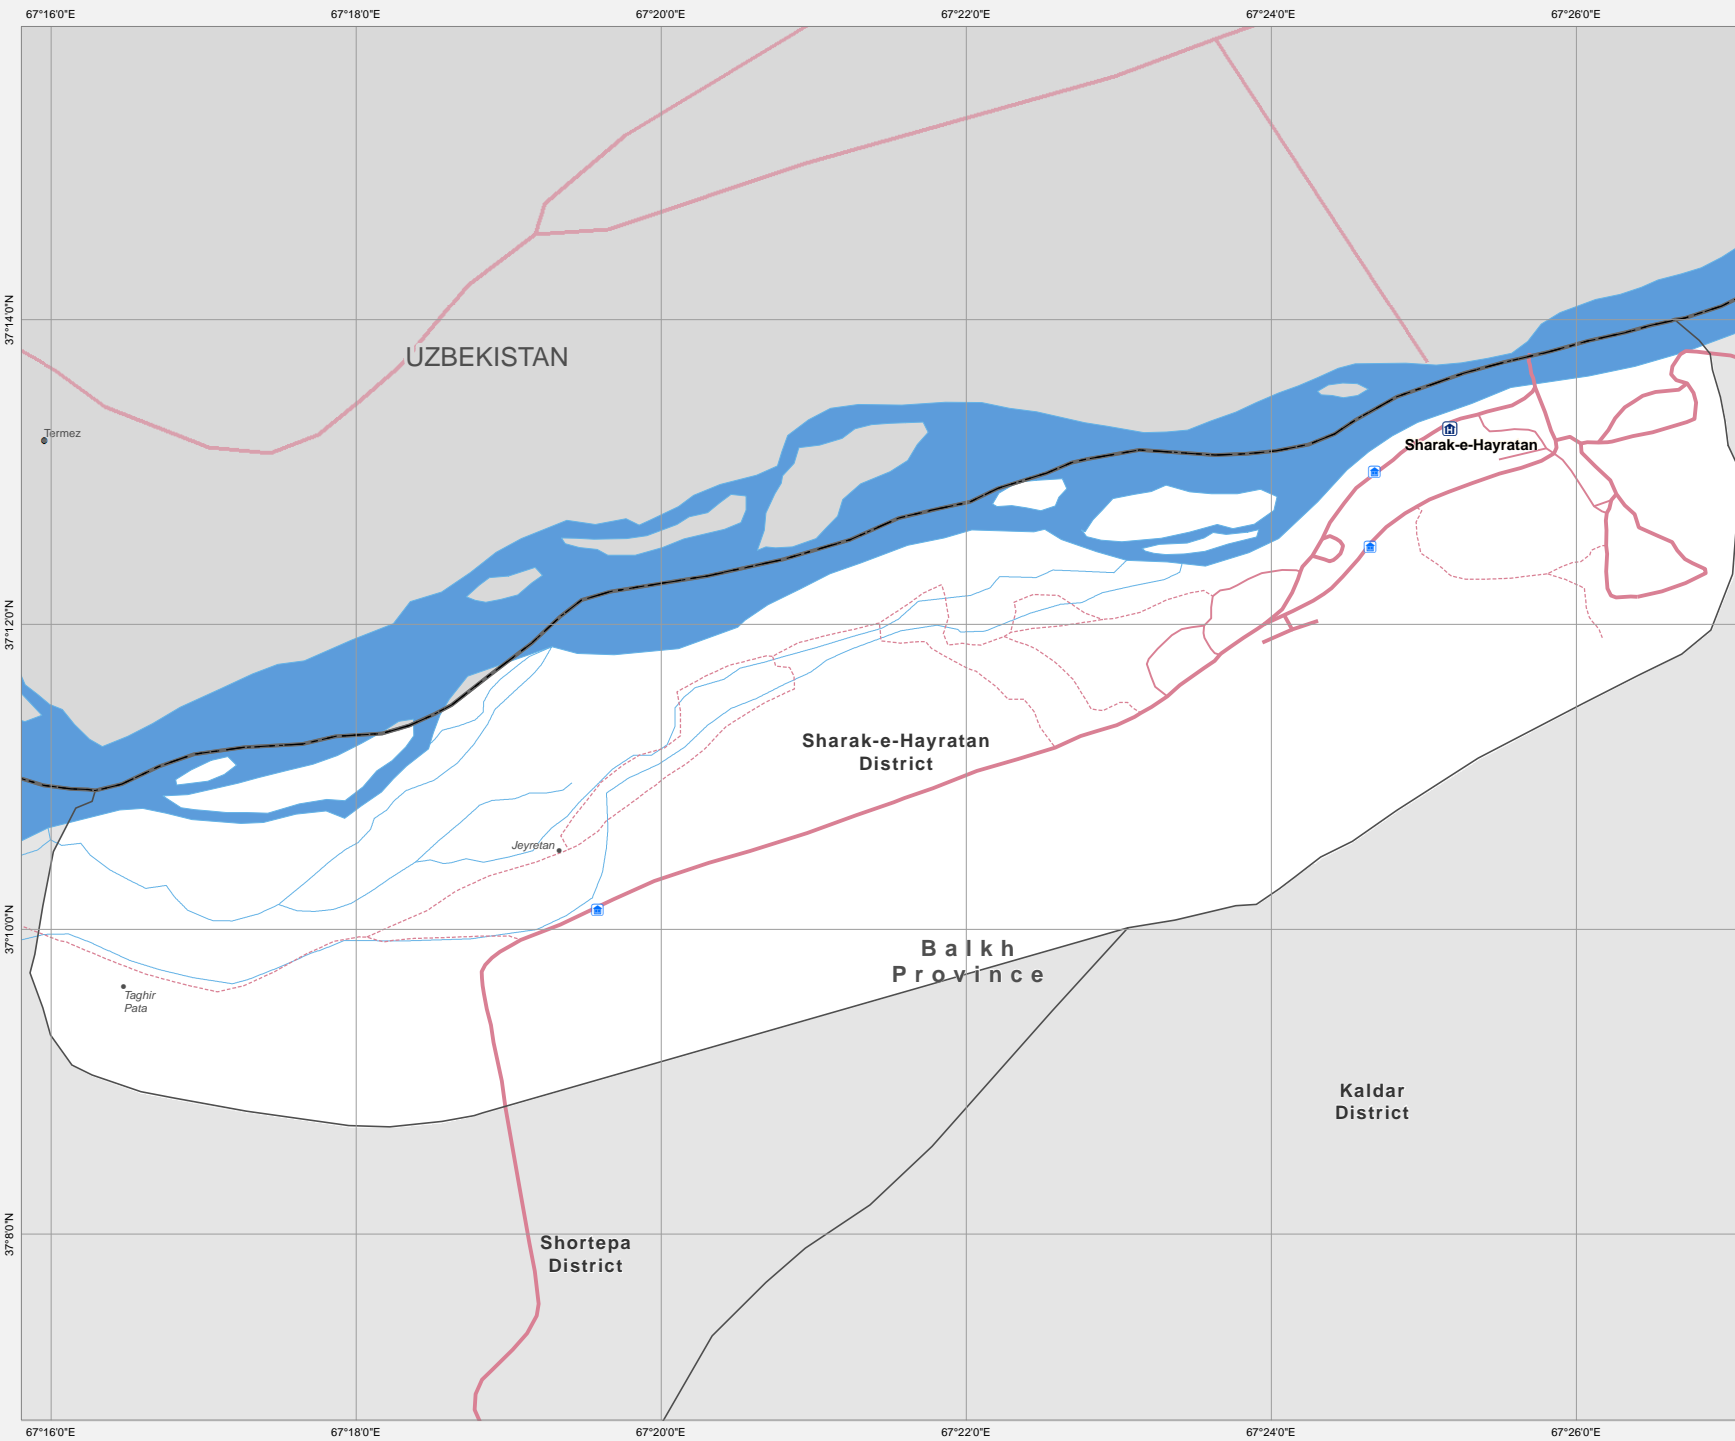 67°16'0"E
67°18'0"E
67°20'0"E
67°22'0"E
67°24'0"E
67°26'0"E
37°14'0"N
UZBEKISTAN
Termez
Sharak-e-Hayratan
37°12'0"N
Sharak-e-Hayratan
District
Jeyretan
37°10'0"N
Balkh
Province
Taghir
Pata
Kaldar
District
37°8'0"N
Shortepa
District
67°16'0"E
67°18'0"E
67°20'0"E
67°22'0"E
67°24'0"E
67°26'0"E